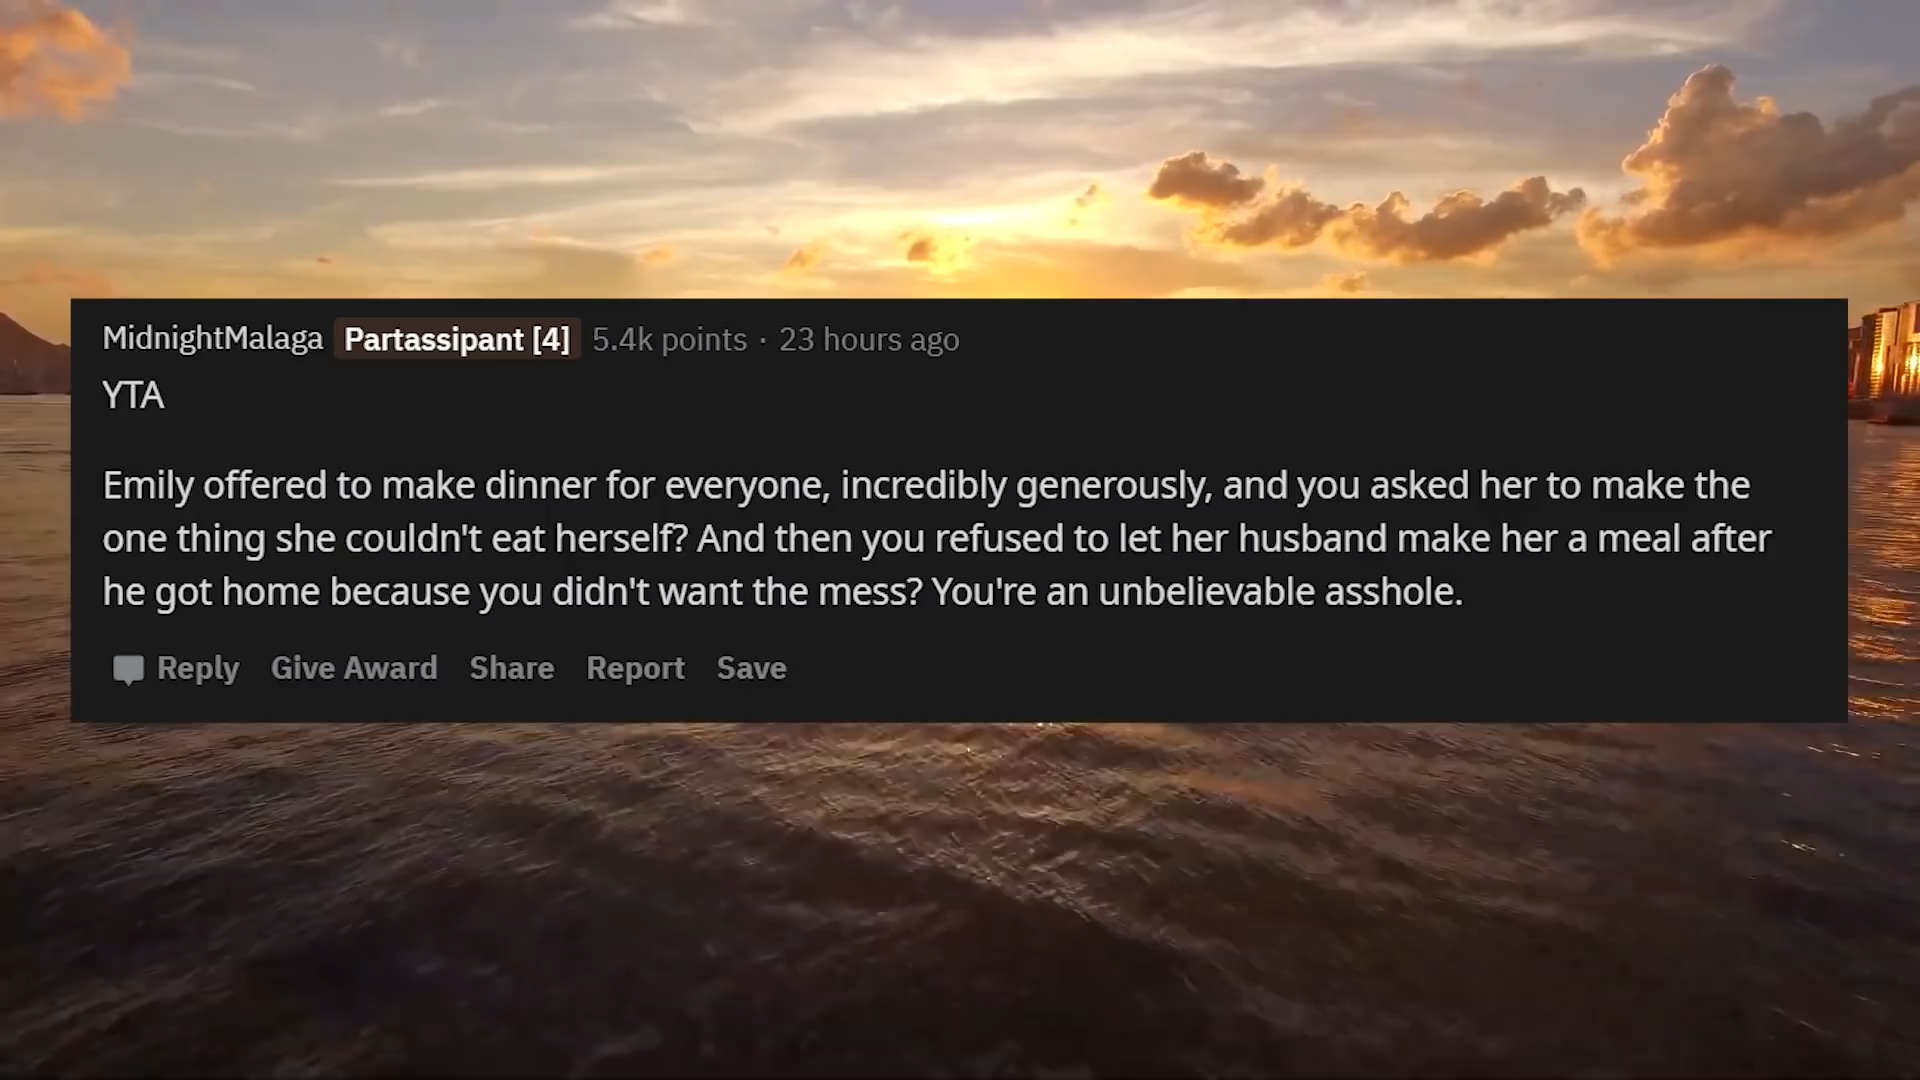 MidnightMalaga Partassipant [4] 5.4k points · 23 hours ago
YTA
Emily offered to make dinner for everyone, incredibly generously, and you asked her to make the
one thing she couldn't eat herself? And then you refused to let her husband make her a meal after
he got home because you didn't want the mess? You're an unbelievable asshole.
Reply Give Award Share Report Save